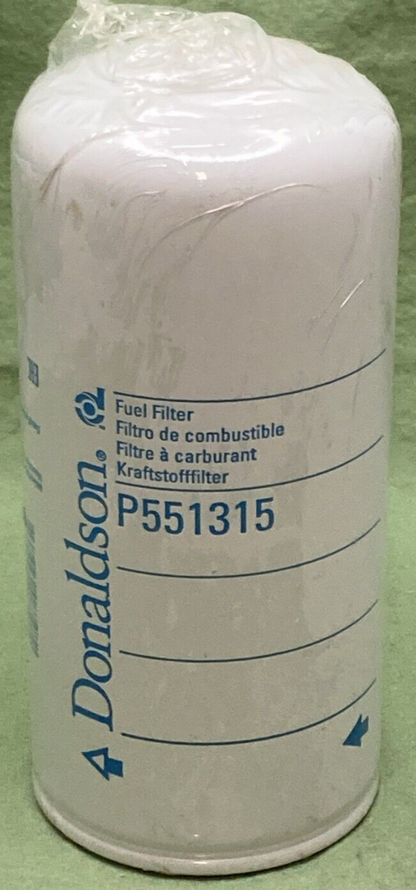 Donaldson®
Fuel Filter
Filtro de combustible
Filtre à carburant
Kraftstofffilter
P551315